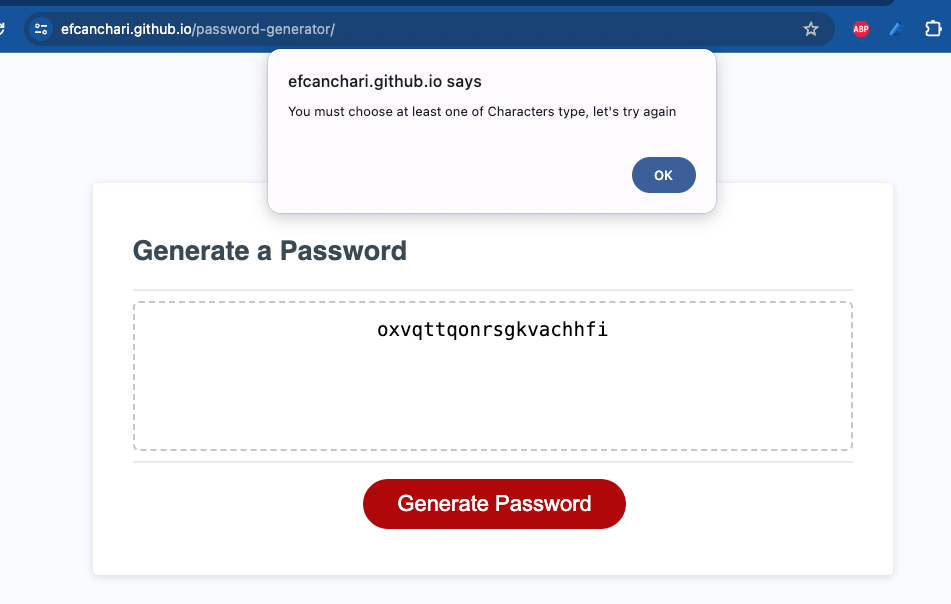 efcanchari.github.io/password-generator/
ABP
efcanchari.github.io says
You must choose at least one of Characters type, let's try again
OK
Generate a Password
oxvqttqonrsgkvachhfi
Generate Password